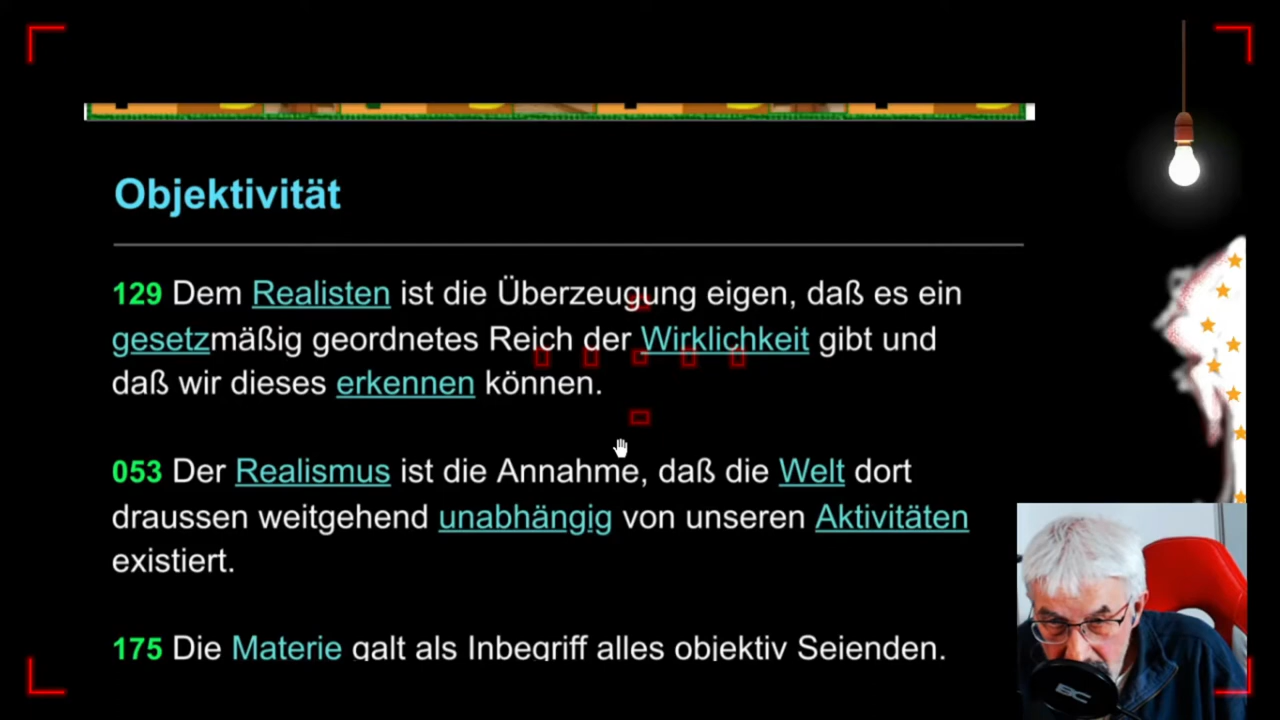 Objektivität
129 Dem Realisten ist die Überzeugung eigen, daß es ein
gesetzmäßig geordnetes Reich der Wirklichkeit gibt und
daß wir dieses erkennen können.
053 Der Realismus ist die Annahme, daß die Welt dort
draussen weitgehend unabhängig von unseren Aktivitäten
existiert.
175 Die Materie galt als Inbegriff alles objektiv Seienden.
BC